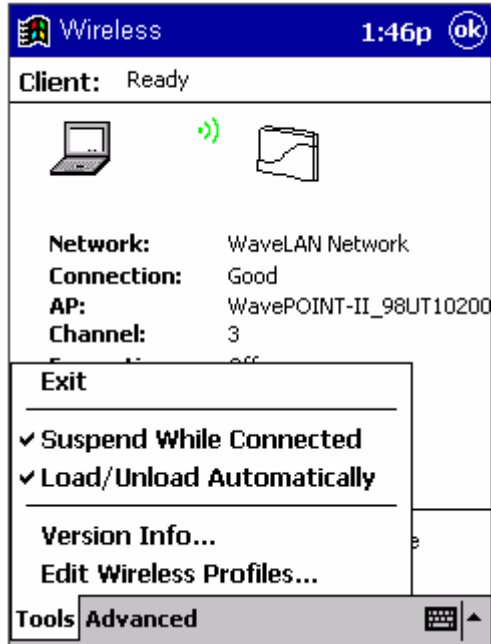 Wireless 1:46p ok
Client: Ready
Network: WaveLAN Network
Connection: Good
AP: WavePOINT-II_98UT10200
Channel: 3
Exit
Suspend While Connected
Load/Unload Automatically
Version Info...
Edit Wireless Profiles...
Tools Advanced